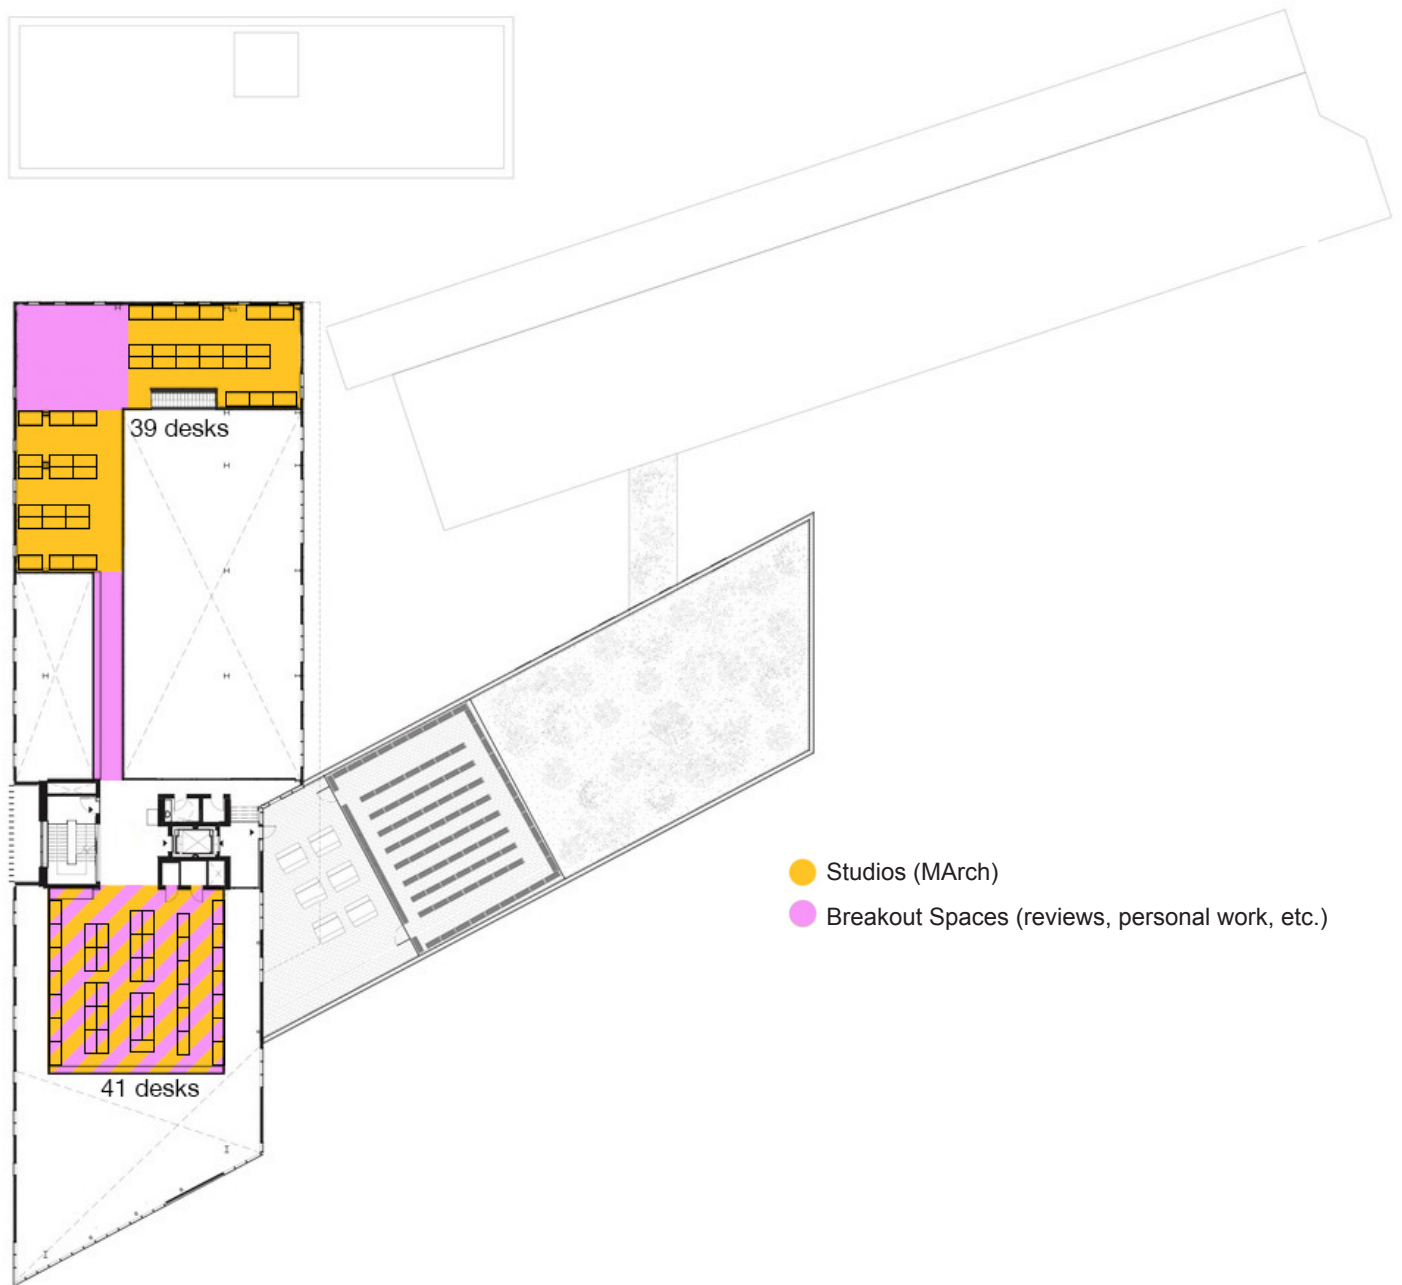 39 desks
Studios (MArch)
Breakout Spaces (reviews, personal work, etc.)
41 desks